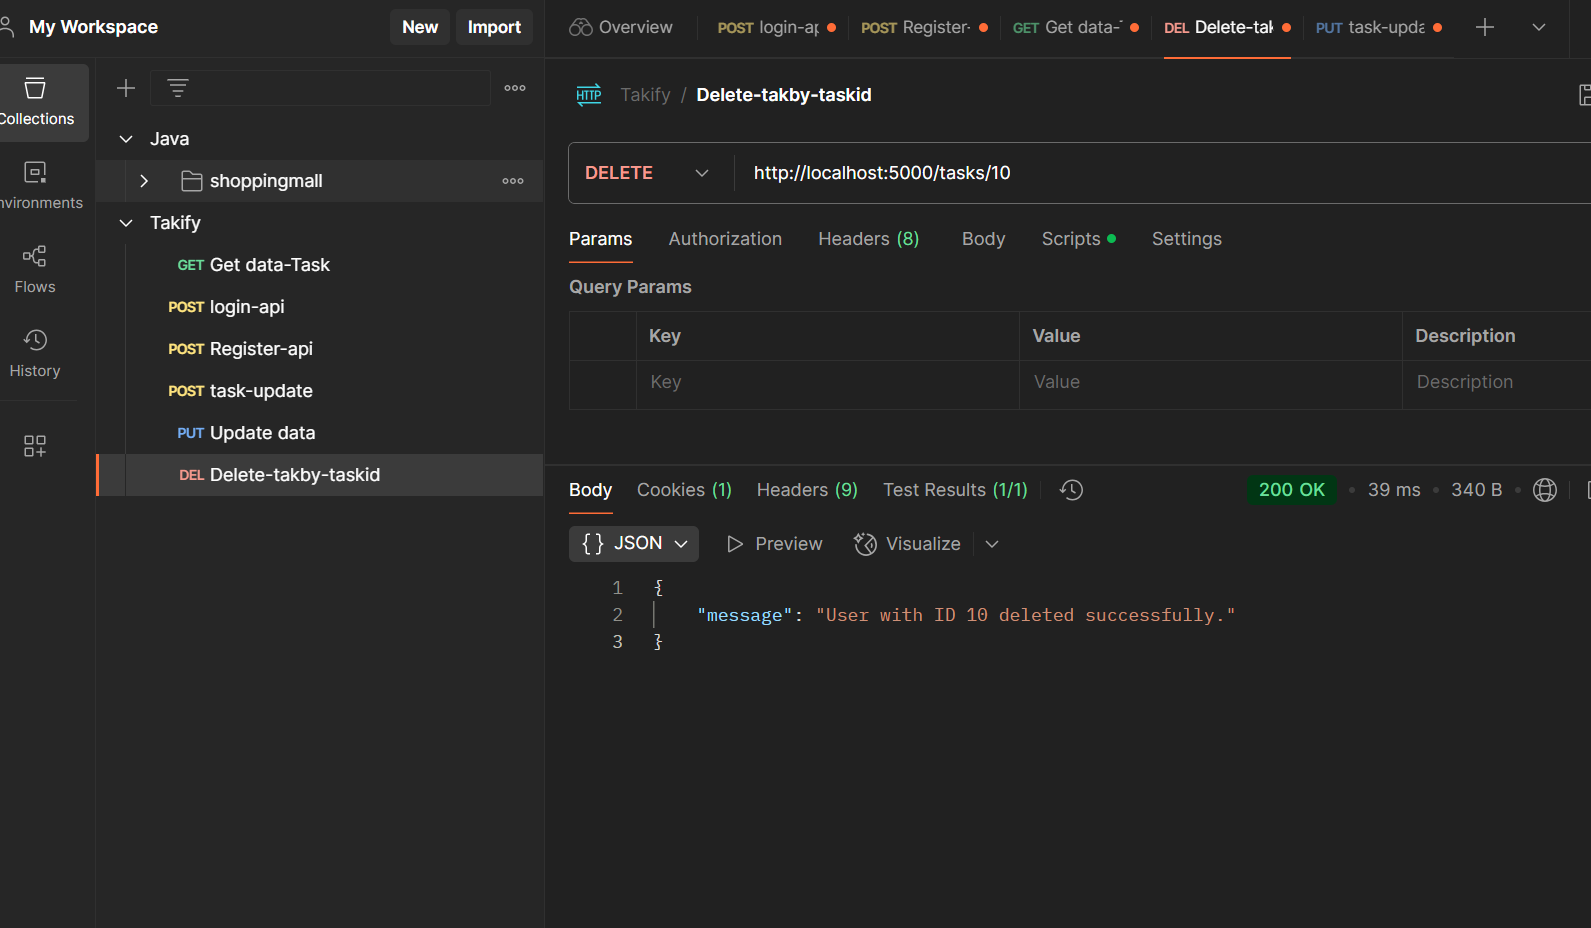 My Workspace
New
Import
Overview
POST login-ap
POST Register-
GET Get data-
DEL Delete-tak
PUT task-upda
Collections
nvironments
Flows
History
Java
shoppingmall
Takify
GET Get data-Task
POST login-api
POST Register-api
POST task-update
PUT Update data
DEL Delete-takby-taskid
HTTP Takify / Delete-takby-taskid
DELETE http://localhost:5000/tasks/10
Params Authorization Headers (8) Body Scripts Settings
Query Params
Key Value Description
Key Value Description
Body Cookies (1) Headers (9) Test Results (1/1) 200 OK • 39 ms • 340 B •
{} JSON Preview Visualize
1 {
2 "message": "User with ID 10 deleted successfully."
3 }